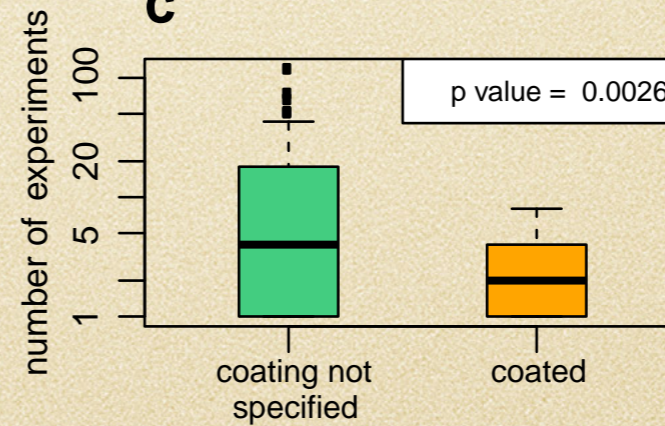 c
p value = 0.0026
number of experiments
100
20
5
1
coating not
specified
coated